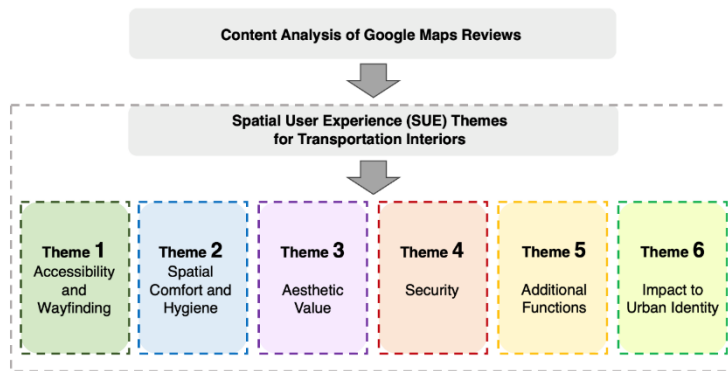 Content Analysis of Google Maps Reviews
Spatial User Experience (SUE) Themes
for Transportation Interiors
Theme 1
Accessibility
and
Wayfinding
Theme 2
Spatial
Comfort and
Hygiene
Theme 3
Aesthetic
Value
Theme 4
Security
Theme 5
Additional
Functions
Theme 6
Impact to
Urban Identity